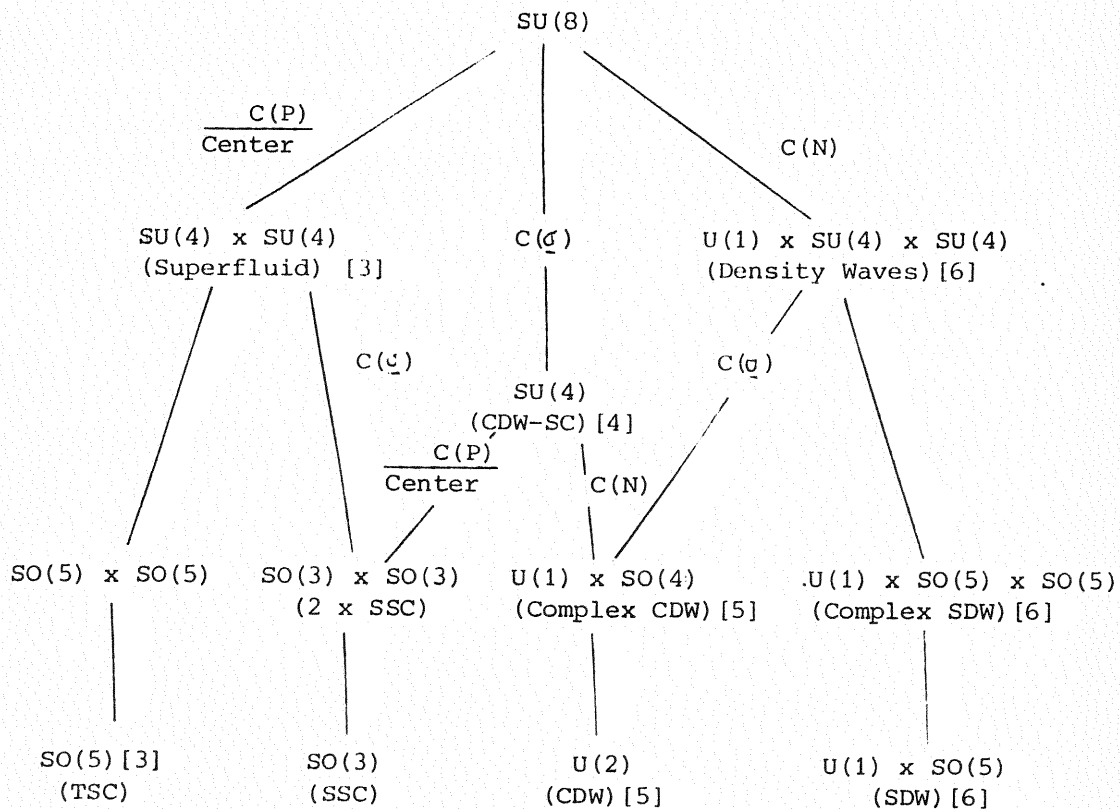 SU(8)
C(P)
Center
C(N)
SU(4) x SU(4)
(Superfluid) [3]
C(σ)
U(1) x SU(4) x SU(4)
(Density Waves)[6]
C(σ)
C(σ)
SU(4)
(CDW-SC)[4]
C(P)
Center
C(N)
SO(5) x SO(5)
SO(3) x SO(3)
(2 x SSC)
U(1) x SO(4)
(Complex CDW)[5]
U(1) x SO(5) x SO(5)
(Complex SDW)[6]
SO(5)[3]
(TSC)
SO(3)
(SSC)
U(2)
(CDW)[5]
U(1) x SO(5)
(SDW)[6]